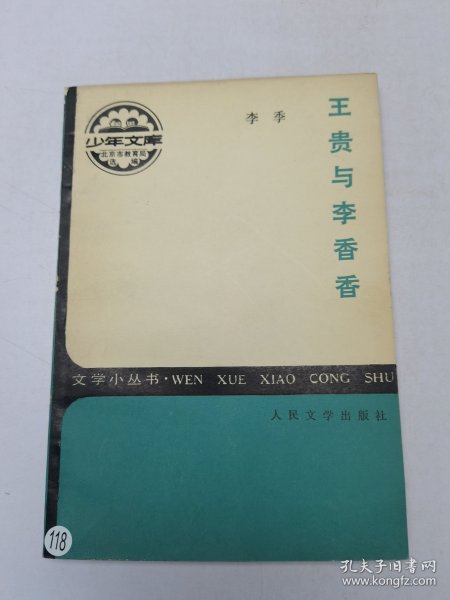 王贵与李香香
李季
少年文库
北京市教育局
选编
文学小丛书·WEN XUE XIAO CONG SHU
人民文学出版社
118
孔夫子旧书网
www.kongfz.com